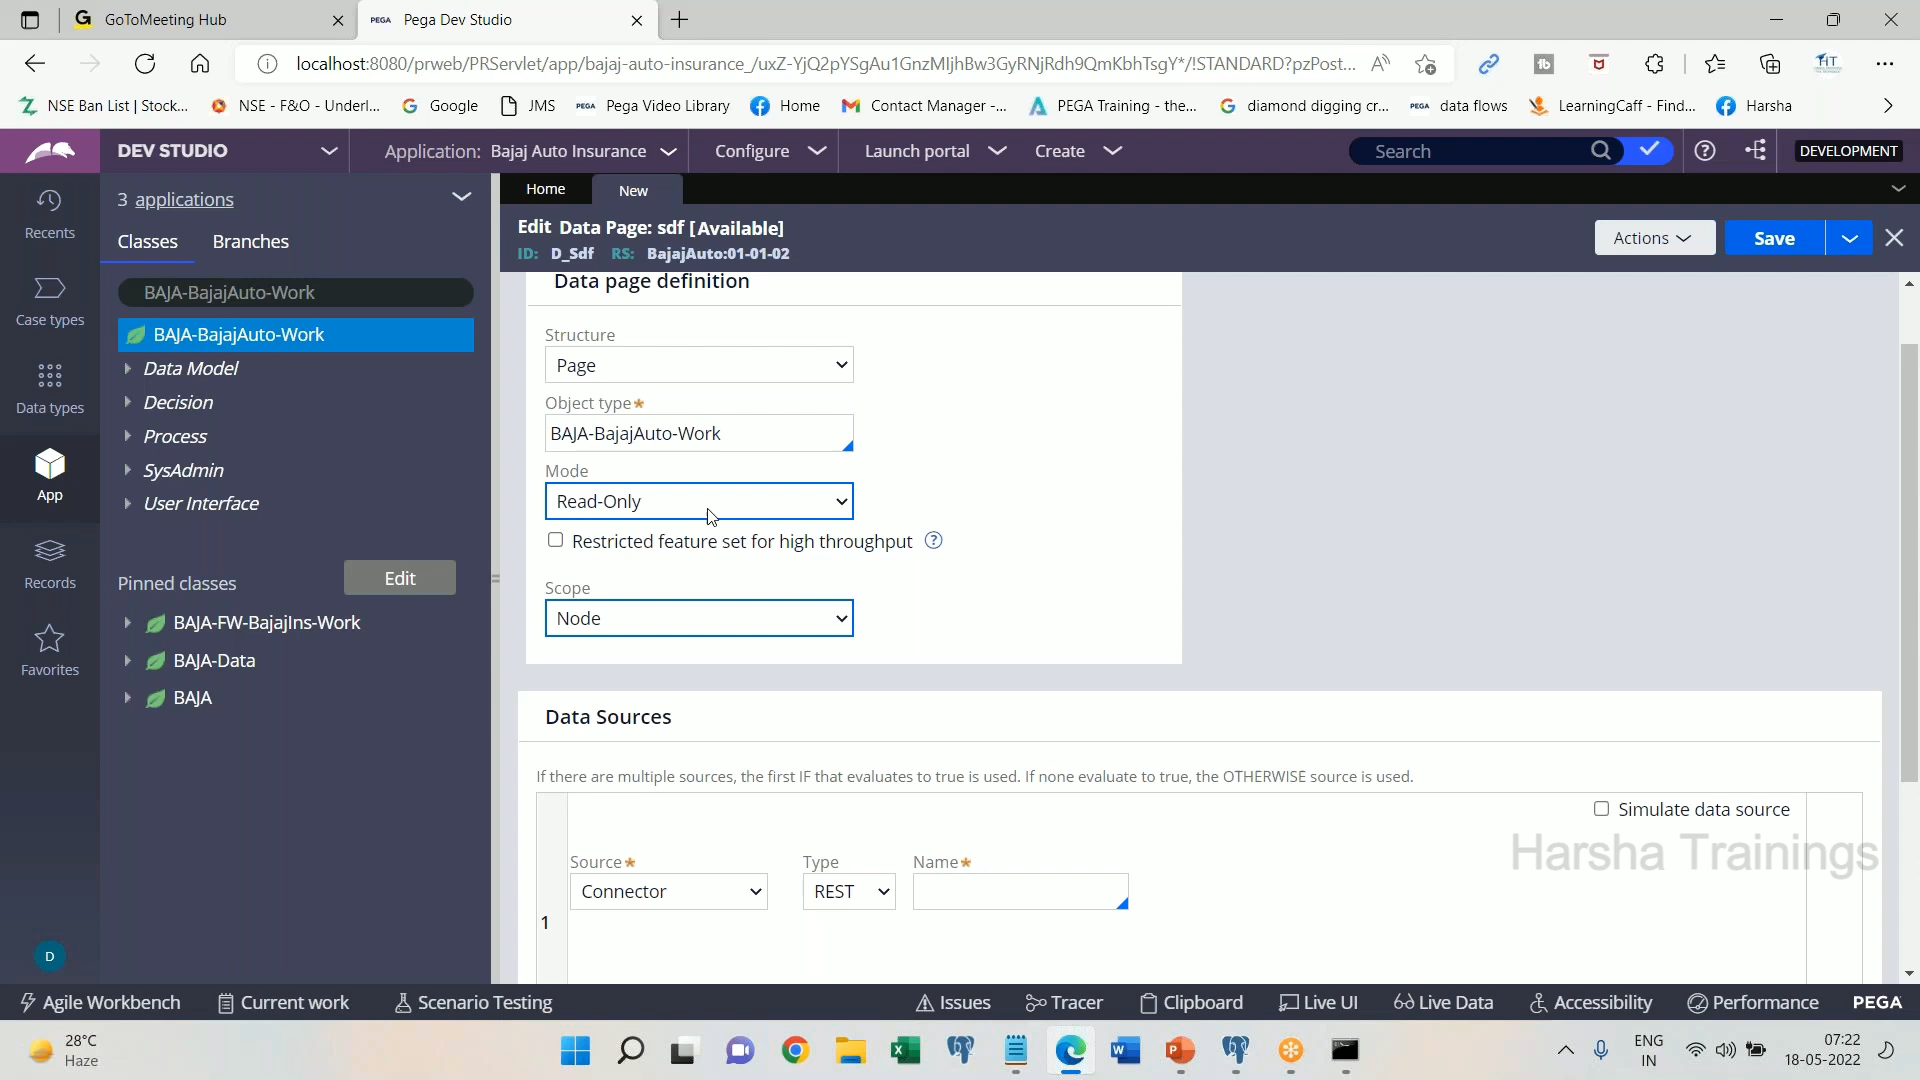 GoToMeeting Hub
PEGA Pega Dev Studio
localhost:8080/prweb/PRServlet/app/bajaj-auto-insurance_/uxZ-YjQ2pYSgAu1GnzMIjhBw3GyRNjRdh9QmKbhTsgY*/!STANDARD?pzPost...
NSE Ban List | Stock... NSE - F&O - Underl... Google JMS PEGA Pega Video Library Home Contact Manager -... PEGA Training - the... diamond digging cr... PEGA data flows LearningCaff - Find... Harsha
DEV STUDIO Application: Bajaj Auto Insurance Configure Launch portal Create Search DEVELOPMENT
Recents
Case types
Data types
App
Records
Favorites
D
3 applications
Classes Branches
BAJA-BajajAuto-Work
BAJA-BajajAuto-Work
Data Model
Decision
Process
SysAdmin
User Interface
Pinned classes Edit
BAJA-FW-BajajIns-Work
BAJA-Data
BAJA
Home New
Edit Data Page: sdf [Available]
ID: D_Sdf RS: BajajAuto:01-01-02
Actions Save
Data page definition
Structure
Page
Object type*
BAJA-BajajAuto-Work
Mode
Read-Only
Restricted feature set for high throughput ?
Scope
Node
Data Sources
If there are multiple sources, the first IF that evaluates to true is used. If none evaluate to true, the OTHERWISE source is used.
Simulate data source
Harsha Trainings
Source* Type Name*
Connector REST
1
Agile Workbench Current work Scenario Testing Issues Tracer Clipboard Live UI Live Data Accessibility Performance PEGA
28°C
Haze
ENG
IN
07:22
18-05-2022